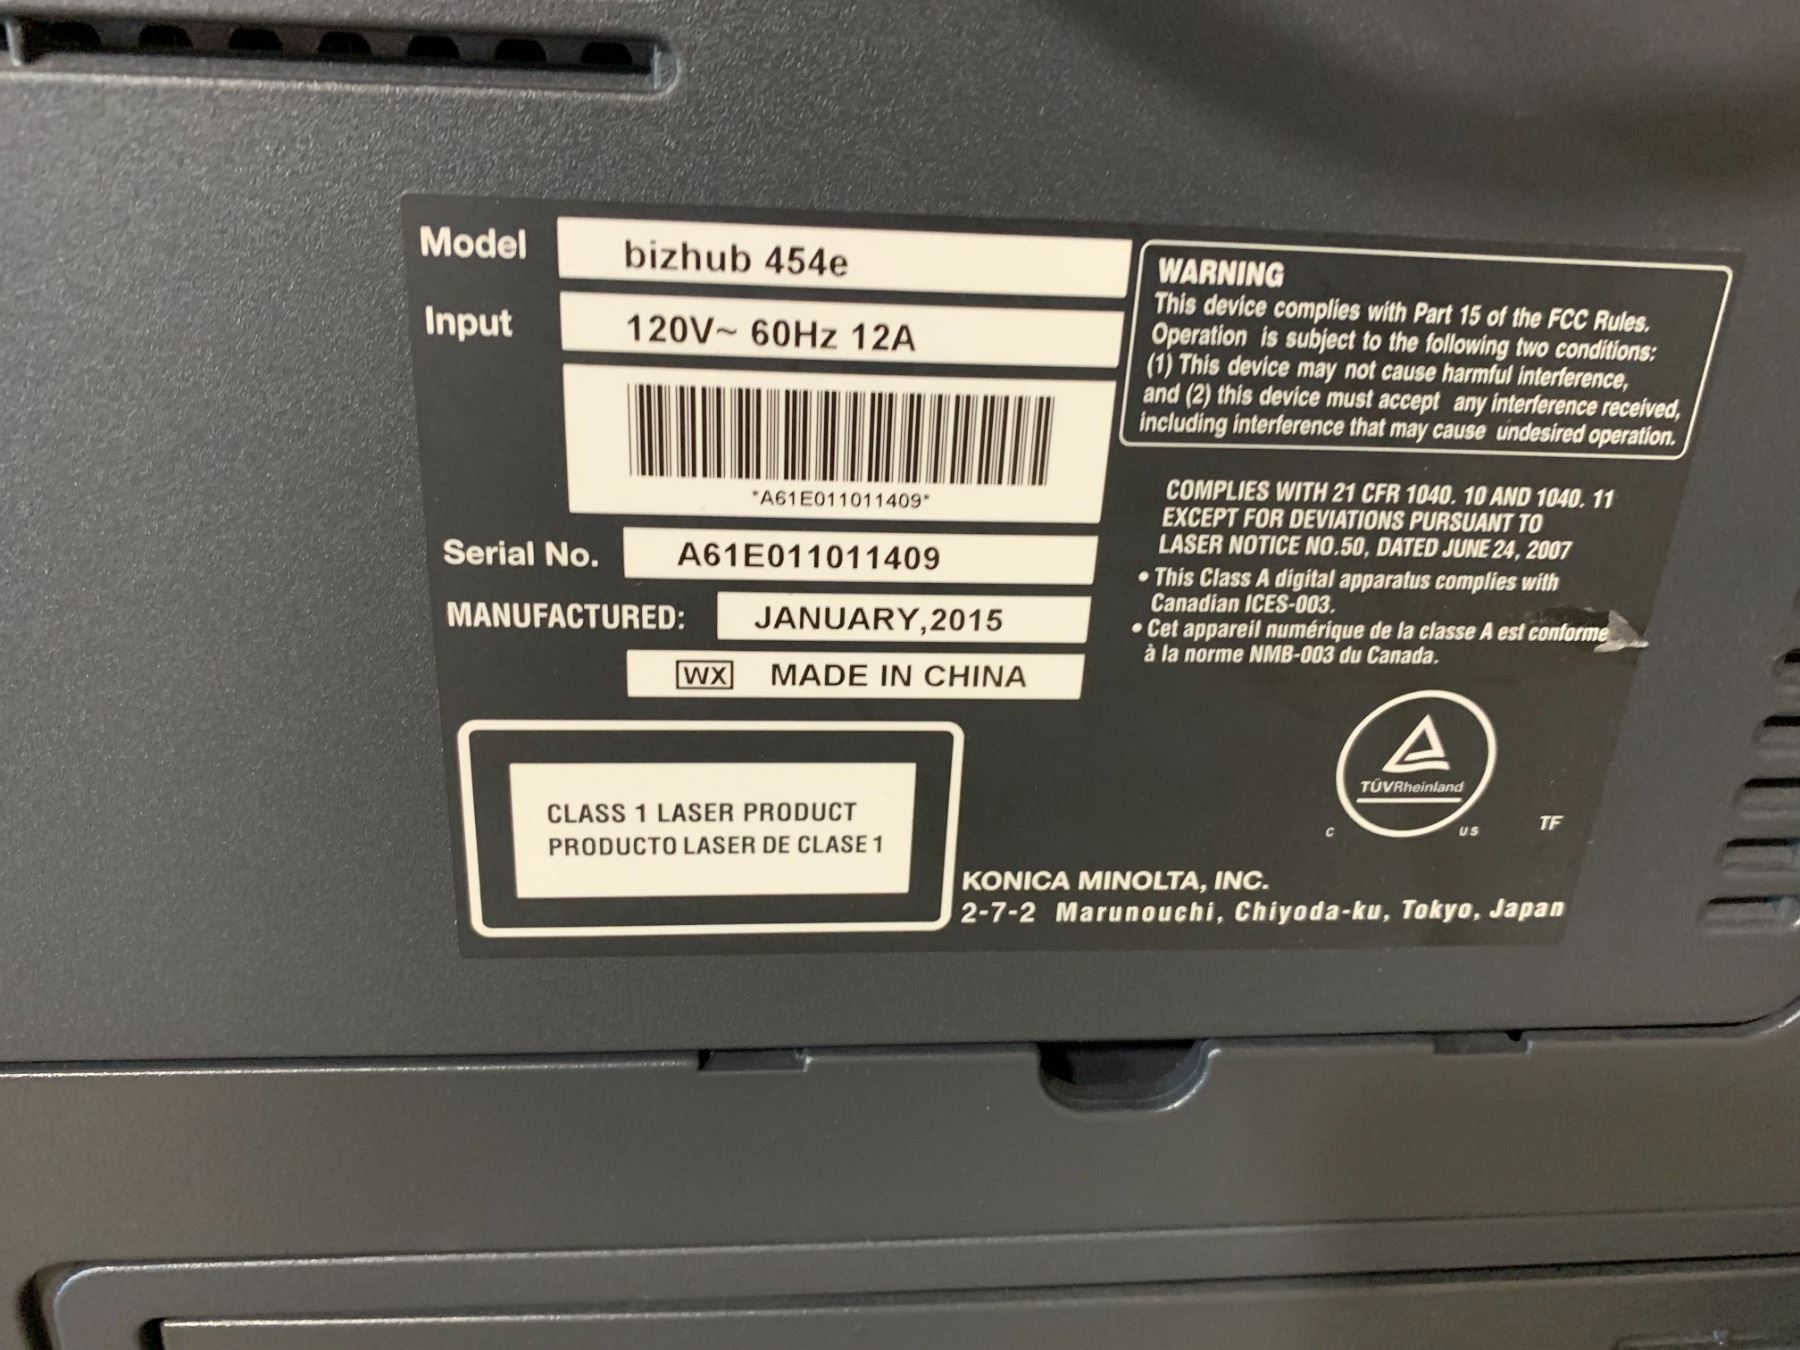 Model bizhub 454e
Input 120V~ 60Hz 12A
*A61E011011409*
Serial No. A61E011011409
MANUFACTURED: JANUARY,2015
WX MADE IN CHINA
CLASS 1 LASER PRODUCT
PRODUCTO LASER DE CLASE 1
WARNING
This device complies with Part 15 of the FCC Rules.
Operation is subject to the following two conditions:
(1) This device may not cause harmful interference,
and (2) this device must accept any interference received,
including interference that may cause undesired operation.
COMPLIES WITH 21 CFR 1040. 10 AND 1040. 11
EXCEPT FOR DEVIATIONS PURSUANT TO
LASER NOTICE NO.50, DATED JUNE 24, 2007
• This Class A digital apparatus complies with
Canadian ICES-003.
• Cet appareil numérique de la classe A est conforme
à la norme NMB-003 du Canada.
TÜVRheinland
C US TF
KONICA MINOLTA, INC.
2-7-2 Marunouchi, Chiyoda-ku, Tokyo, Japan